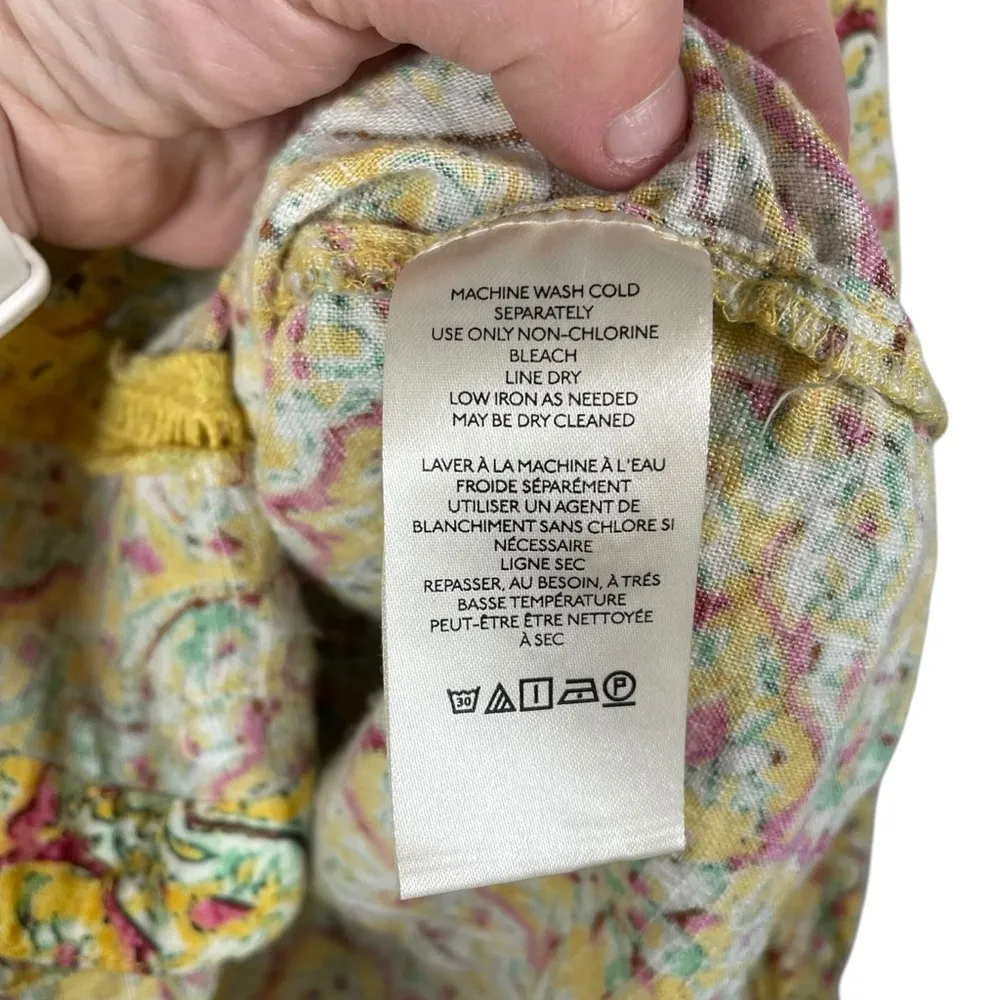 MACHINE WASH COLD
SEPARATELY
USE ONLY NON-CHLORINE
BLEACH
LINE DRY
LOW IRON AS NEEDED
MAY BE DRY CLEANED
LAVER À LA MACHINE À L'EAU
FROIDE SÉPARÉMENT
UTILISER UN AGENT DE
BLANCHIMENT SANS CHLORE SI
NÉCESSAIRE
LIGNE SEC
REPASSER, AU BESOIN, À TRÉS
BASSE TEMPÉRATURE
PEUT-ÊTRE ÊTRE NETTOYÉE
À SEC
30 P